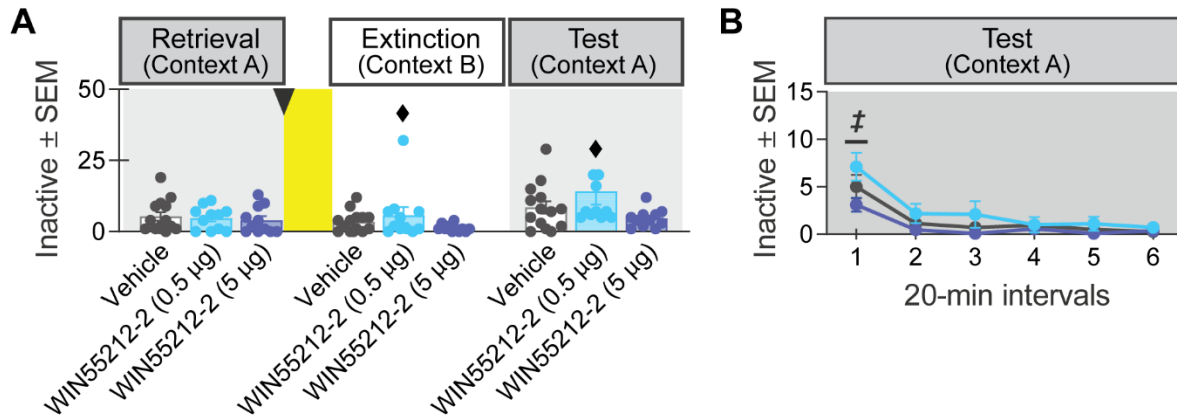 A
Retrieval
(Context A)
Extinction
(Context B)
Test
(Context A)
Inactive ± SEM
50
25
0
Vehicle
WIN55212-2 (0.5 µg)
WIN55212-2 (5 µg)
Vehicle
WIN55212-2 (0.5 µg)
WIN55212-2 (5 µg)
Vehicle
WIN55212-2 (0.5 µg)
WIN55212-2 (5 µg)
B
Test
(Context A)
Inactive ± SEM
15
10
5
0
‡
1 2 3 4 5 6
20-min intervals